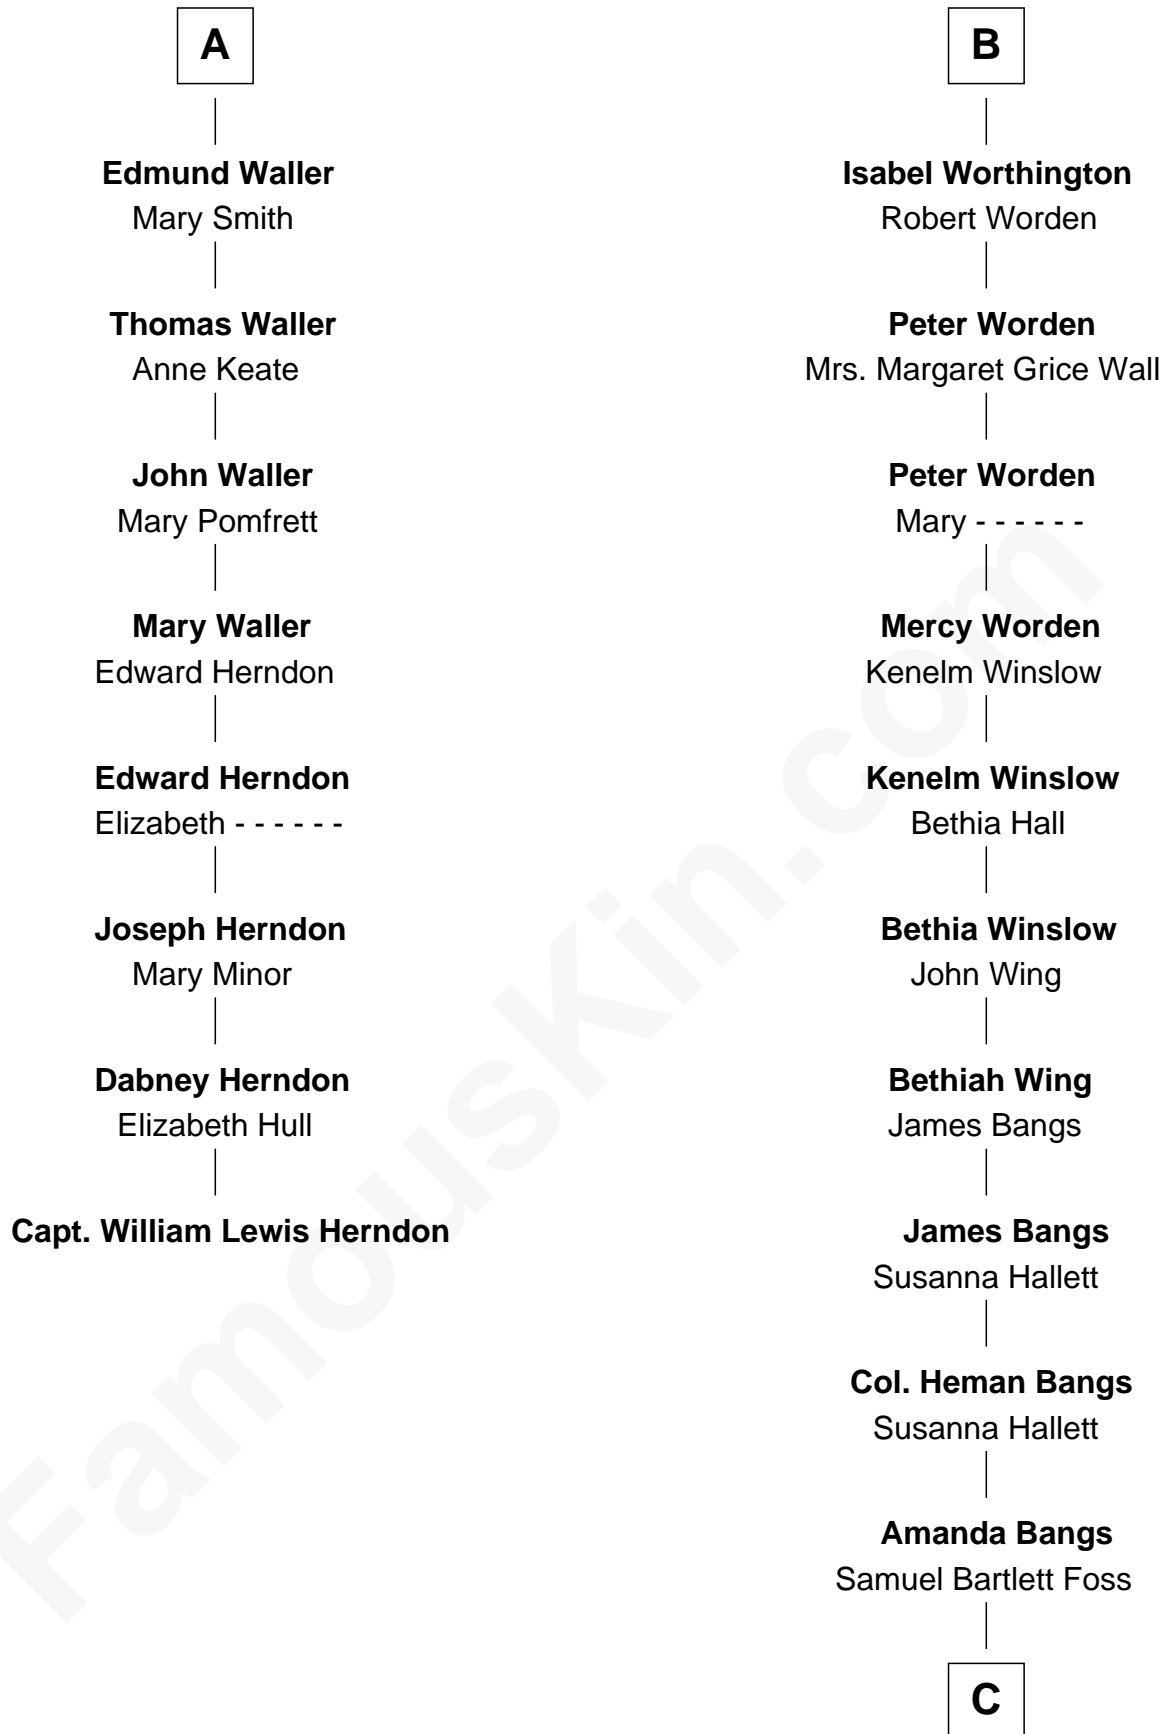 A
Edmund Waller
Mary Smith
Thomas Waller
Anne Keate
John Waller
Mary Pomfrett
Mary Waller
Edward Herndon
Edward Herndon
Elizabeth - - - - - -
Joseph Herndon
Mary Minor
Dabney Herndon
Elizabeth Hull
Capt. William Lewis Herndon
B
Isabel Worthington
Robert Worden
Peter Worden
Mrs. Margaret Grice Wall
Peter Worden
Mary - - - - - -
Mercy Worden
Kenelm Winslow
Kenelm Winslow
Bethia Hall
Bethia Winslow
John Wing
Bethiah Wing
James Bangs
James Bangs
Susanna Hallett
Col. Heman Bangs
Susanna Hallett
Amanda Bangs
Samuel Bartlett Foss
C
FamousKin.com